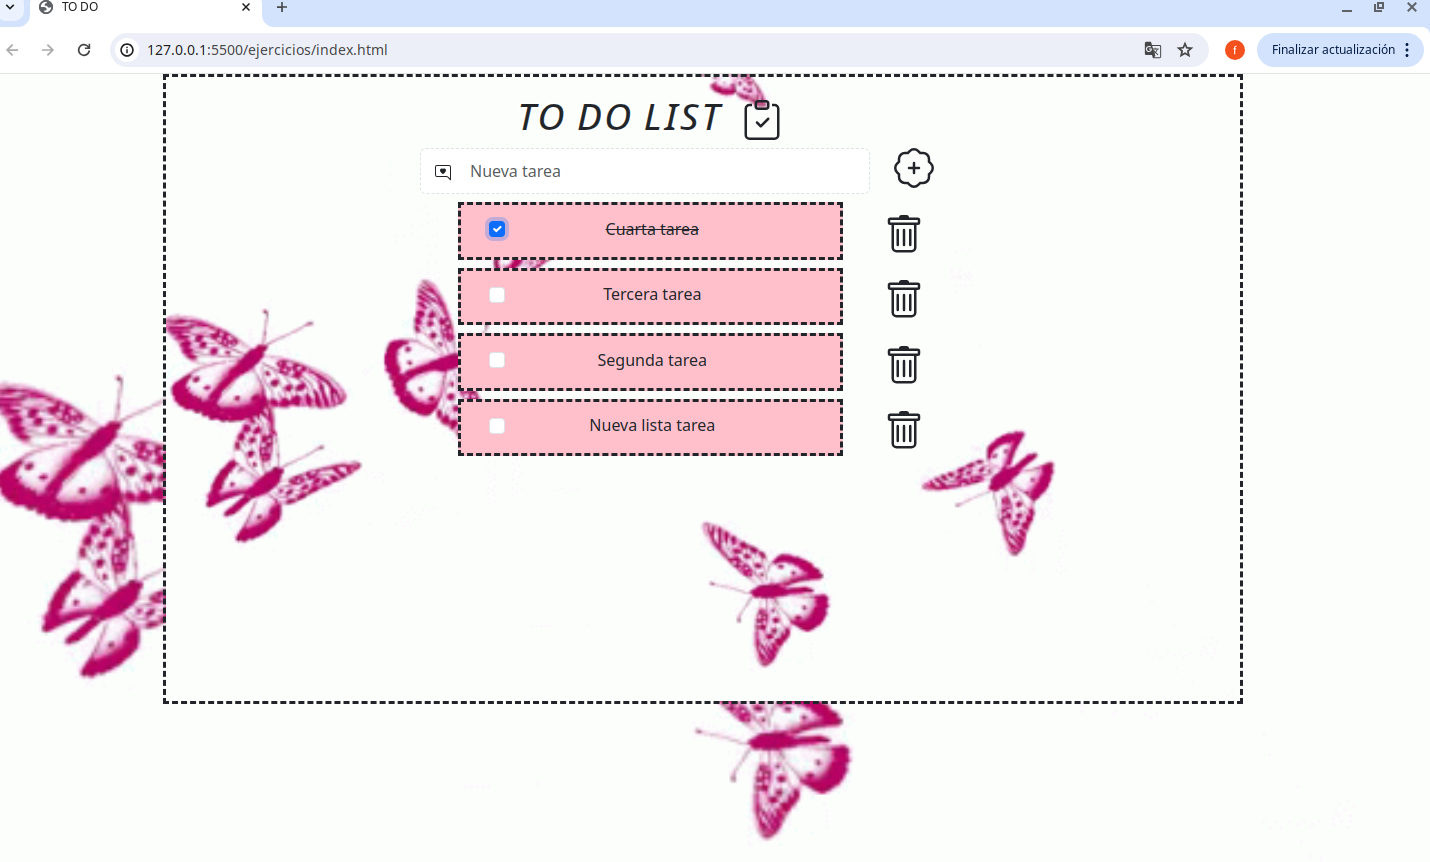 TO DO
127.0.0.1:5500/ejercicios/index.html
f
Finalizar actualización
TO DO LIST
Nueva tarea
Cuarta tarea
Tercera tarea
Segunda tarea
Nueva lista tarea